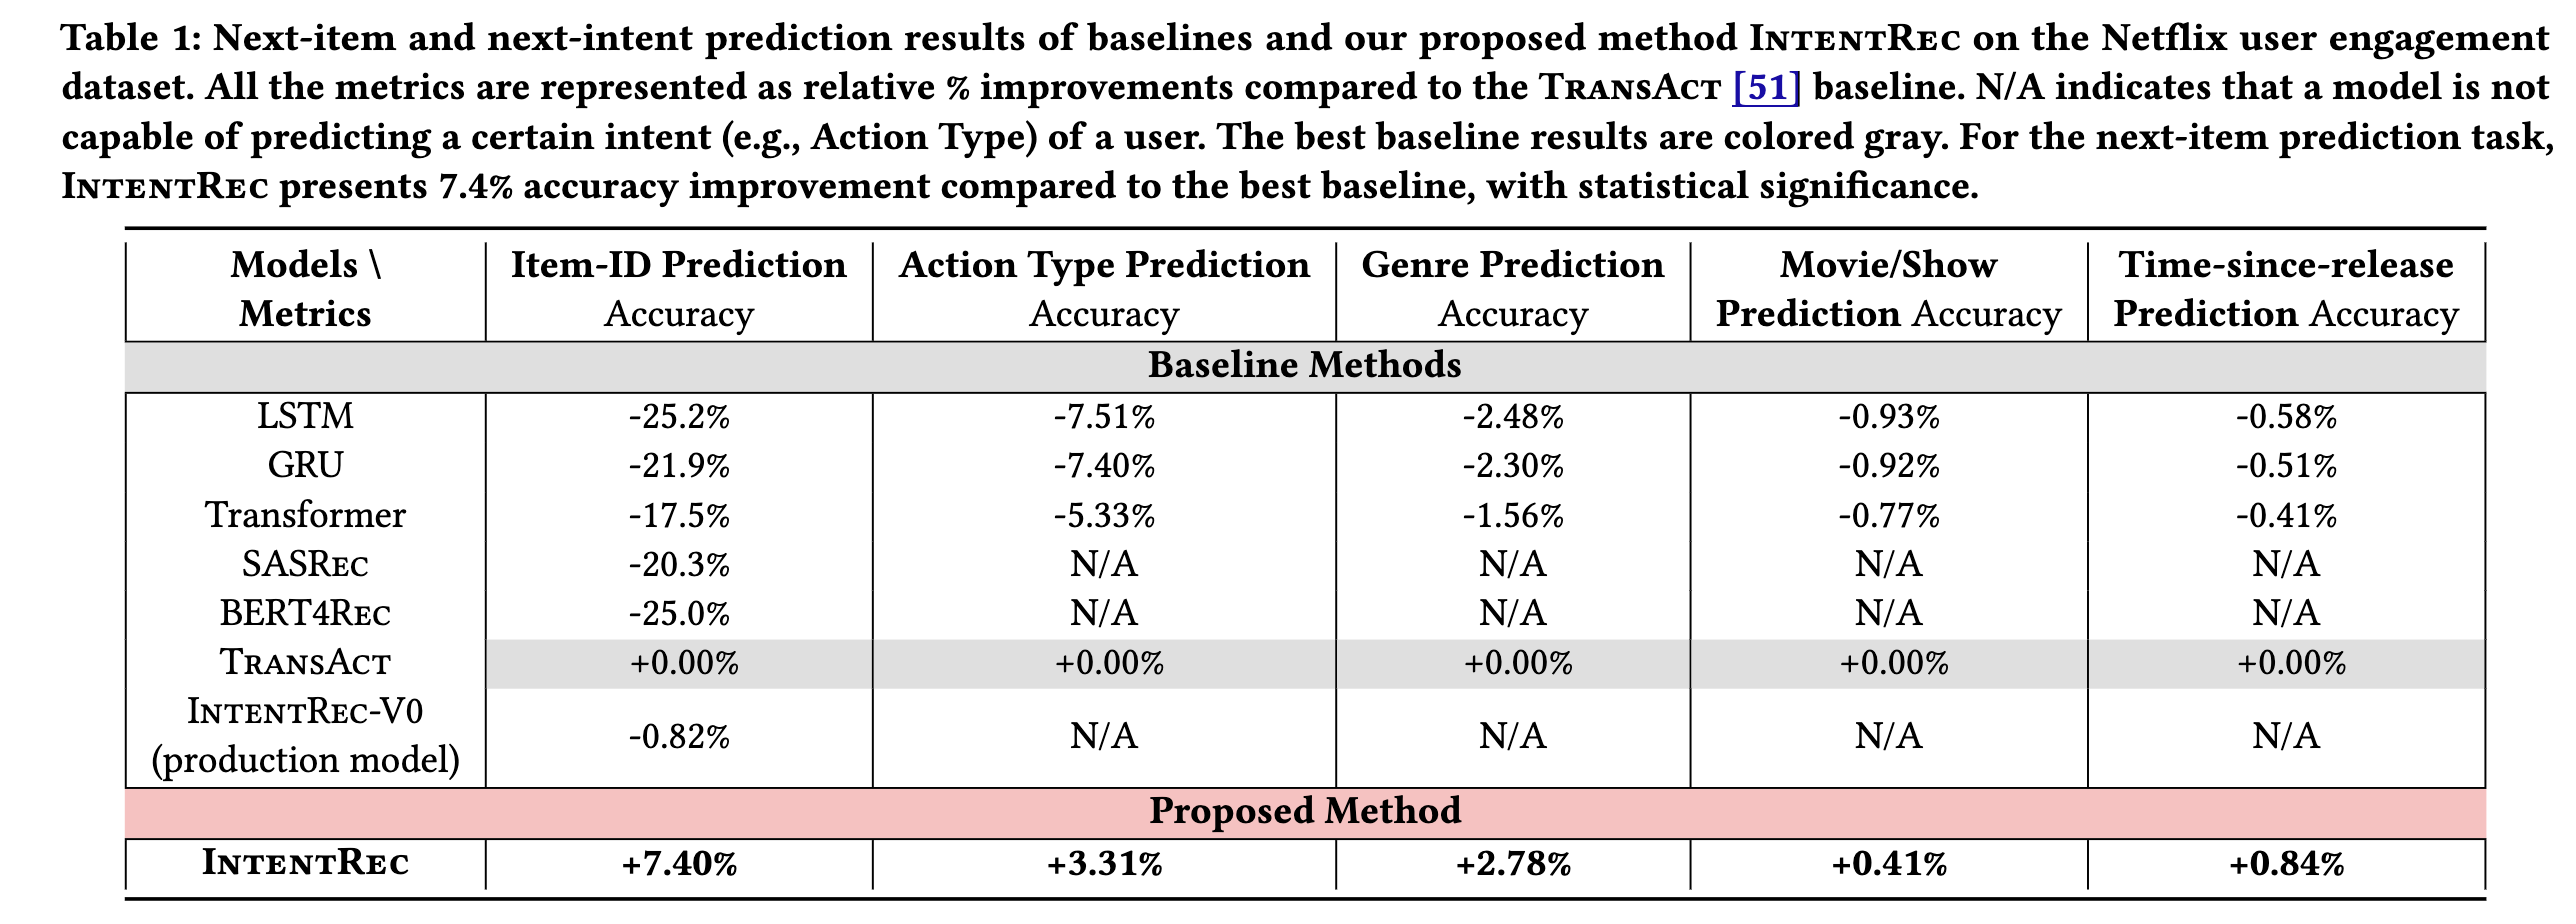 Table 1: Next-item and next-intent prediction results of baselines and our proposed method INTENTREC on the Netflix user engagement
dataset. All the metrics are represented as relative % improvements compared to the TRANSACT [51] baseline. N/A indicates that a model is not
capable of predicting a certain intent (e.g., Action Type) of a user. The best baseline results are colored gray. For the next-item prediction task,
INTENTREC presents 7.4% accuracy improvement compared to the best baseline, with statistical significance.
Models \ Item-ID Prediction Action Type Prediction Genre Prediction Movie/Show Time-since-release
Metrics Accuracy Accuracy Accuracy Prediction Accuracy Prediction Accuracy
Baseline Methods
LSTM -25.2% -7.51% -2.48% -0.93% -0.58%
GRU -21.9% -7.40% -2.30% -0.92% -0.51%
Transformer -17.5% -5.33% -1.56% -0.77% -0.41%
SASREC -20.3% N/A N/A N/A N/A
BERT4REC -25.0% N/A N/A N/A N/A
TRANSACT +0.00% +0.00% +0.00% +0.00% +0.00%
INTENTREC-V0
(production model) -0.82% N/A N/A N/A N/A
Proposed Method
INTENTREC +7.40% +3.31% +2.78% +0.41% +0.84%